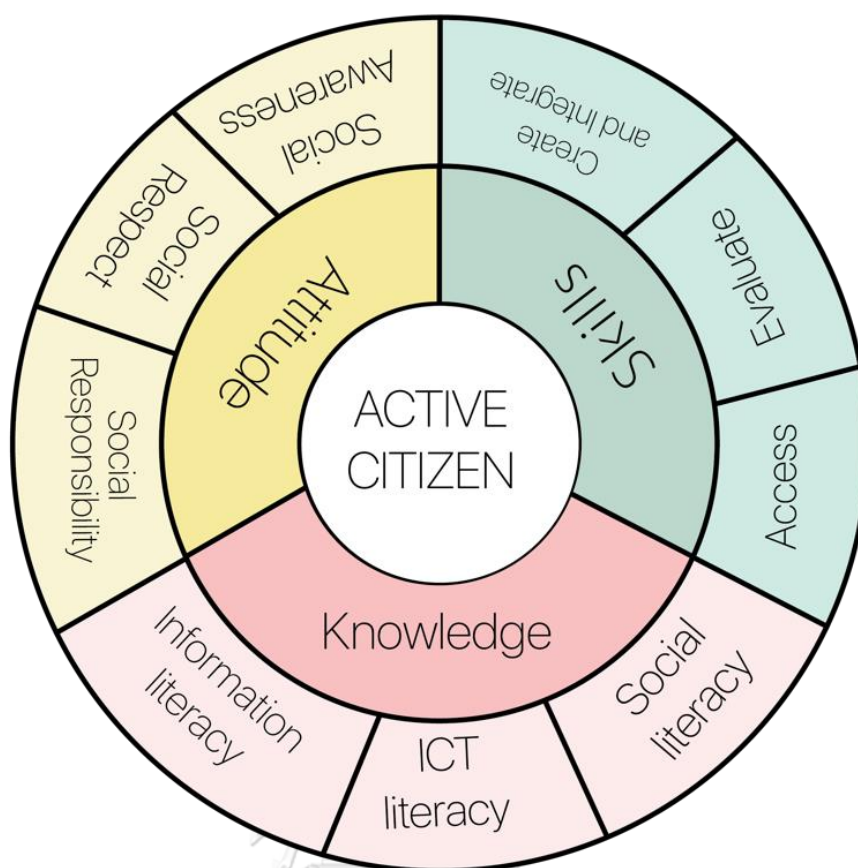 ACTIVE
CITIZEN
Attitude
Skills
Knowledge
Social
Awareness
Social
Respect
Social
Responsibility
Create
and Integrate
Evaluate
Access
Information
literacy
ICT
literacy
Social
literacy